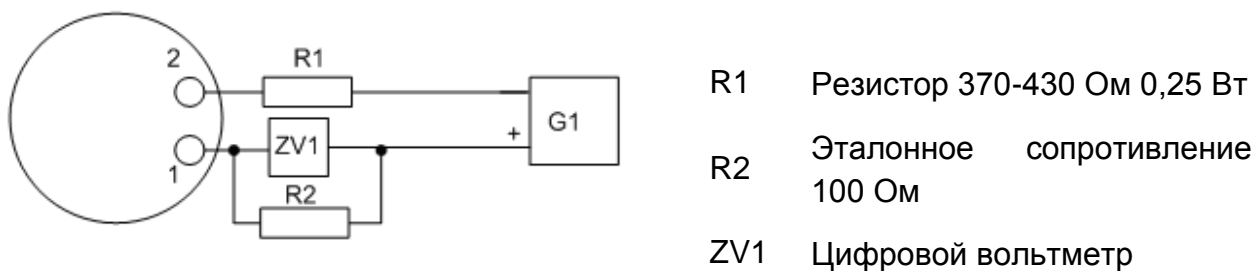 2
R1
G1
+
ZV1
1
R2
R1 Резистор 370-430 Ом 0,25 Вт
R2 Эталонное сопротивление
100 Ом
ZV1 Цифровой вольтметр